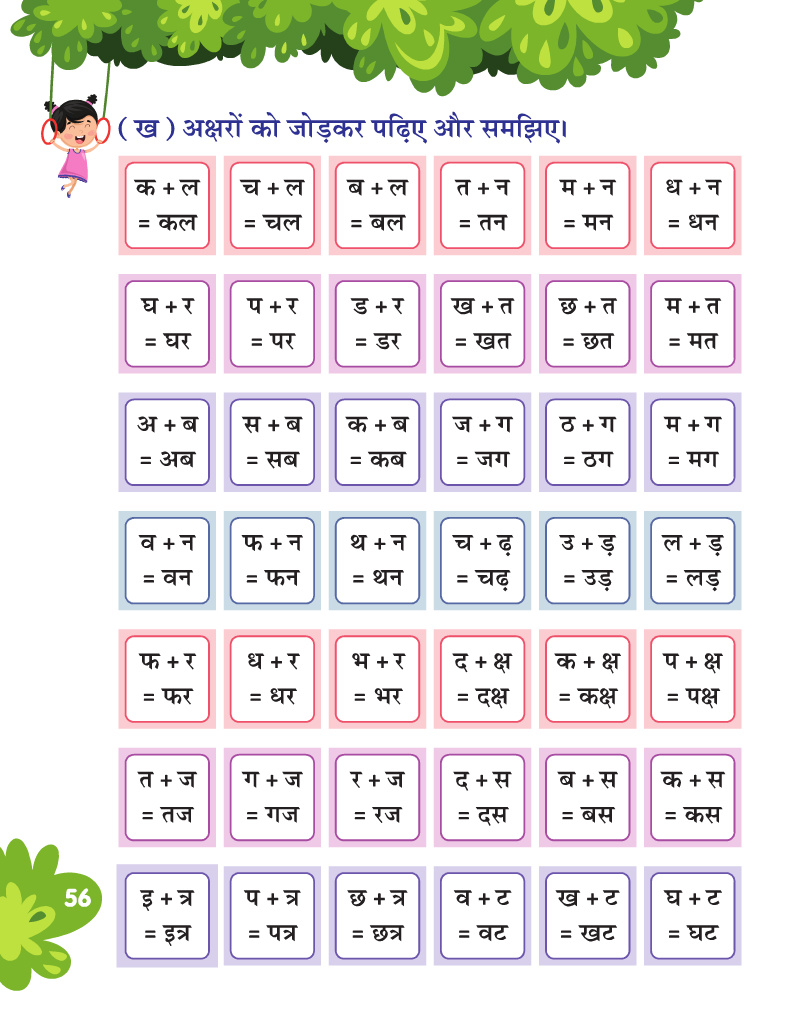 ( ख ) अक्षरों को जोड़कर पढ़िए और समझिए।
क + ल च + ल ब + ल त + न म + न ध + न
= कल = चल = बल = तन = मन = धन
घ + र प + र ड + र ख + त छ + त म + त
= घर = पर = डर = खत = छत = मत
अ + ब स + ब क + ब ज + ग ठ + ग म + ग
= अब = सब = कब = जग = ठग = मग
व + न फ + न थ + न च + ढ़ उ + ड़ ल + ड़
= वन = फन = थन = चढ़ = उड़ = लड़
फ + र ध + र भ + र द + क्ष क + क्ष प + क्ष
= फर = धर = भर = दक्ष = कक्ष = पक्ष
त + ज ग + ज र + ज द + स ब + स क + स
= तज = गज = रज = दस = बस = कस
इ + त्र प + त्र छ + त्र व + ट ख + ट घ + ट
= इत्र = पत्र = छत्र = वट = खट = घट
56